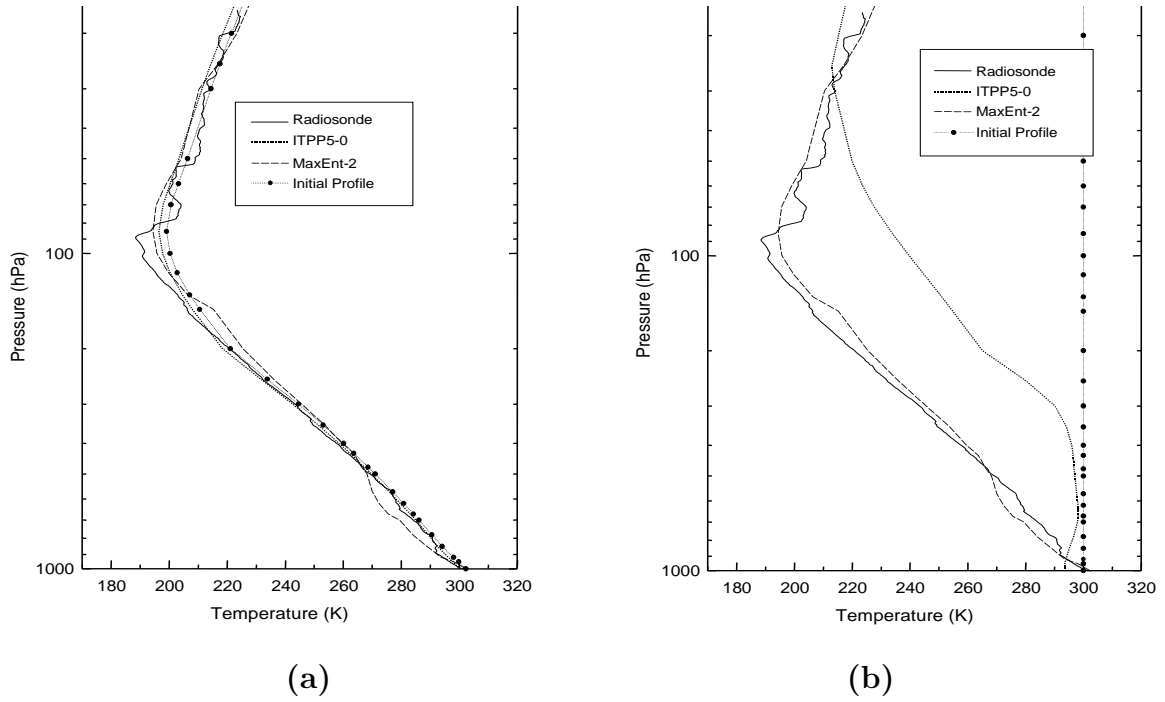 Radiosonde
ITPP5-0
MaxEnt-2
Initial Profile
100
1000
Pressure (hPa)
180 200 220 240 260 280 300 320
Temperature (K)
(a)
Radiosonde
ITPP5-0
MaxEnt-2
Initial Profile
100
1000
Pressure (hPa)
180 200 220 240 260 280 300 320
Temperature (K)
(b)